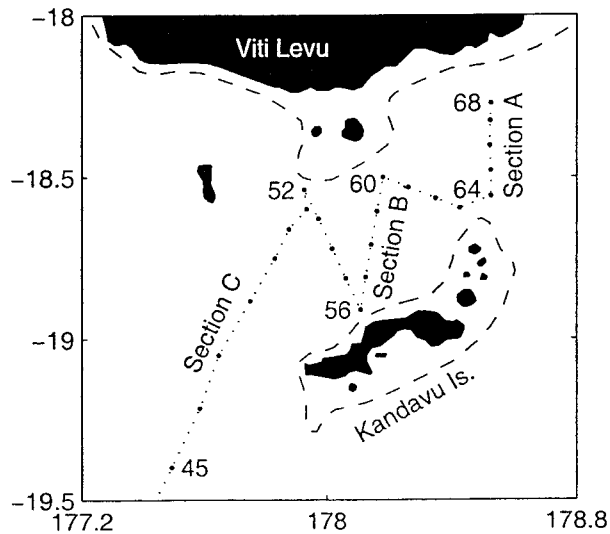 -18
Viti Levu
68
Section A
-18.5
52
60
64
Section B
Section C
56
-19
Kandavu Is.
45
-19.5
177.2
178
178.8